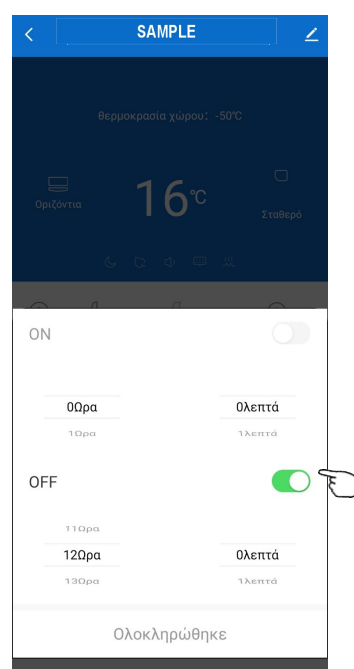 SAMPLE
θερμοκρασία χώρου: -50℃
16℃
Οριζόντια
Σταθερό
ON
0Ωρα 0λεπτά
1Ωρα 1λεπτά
OFF
11Ωρα
12Ωρα 0λεπτά
13Ωρα 1λεπτά
Ολοκληρώθηκε